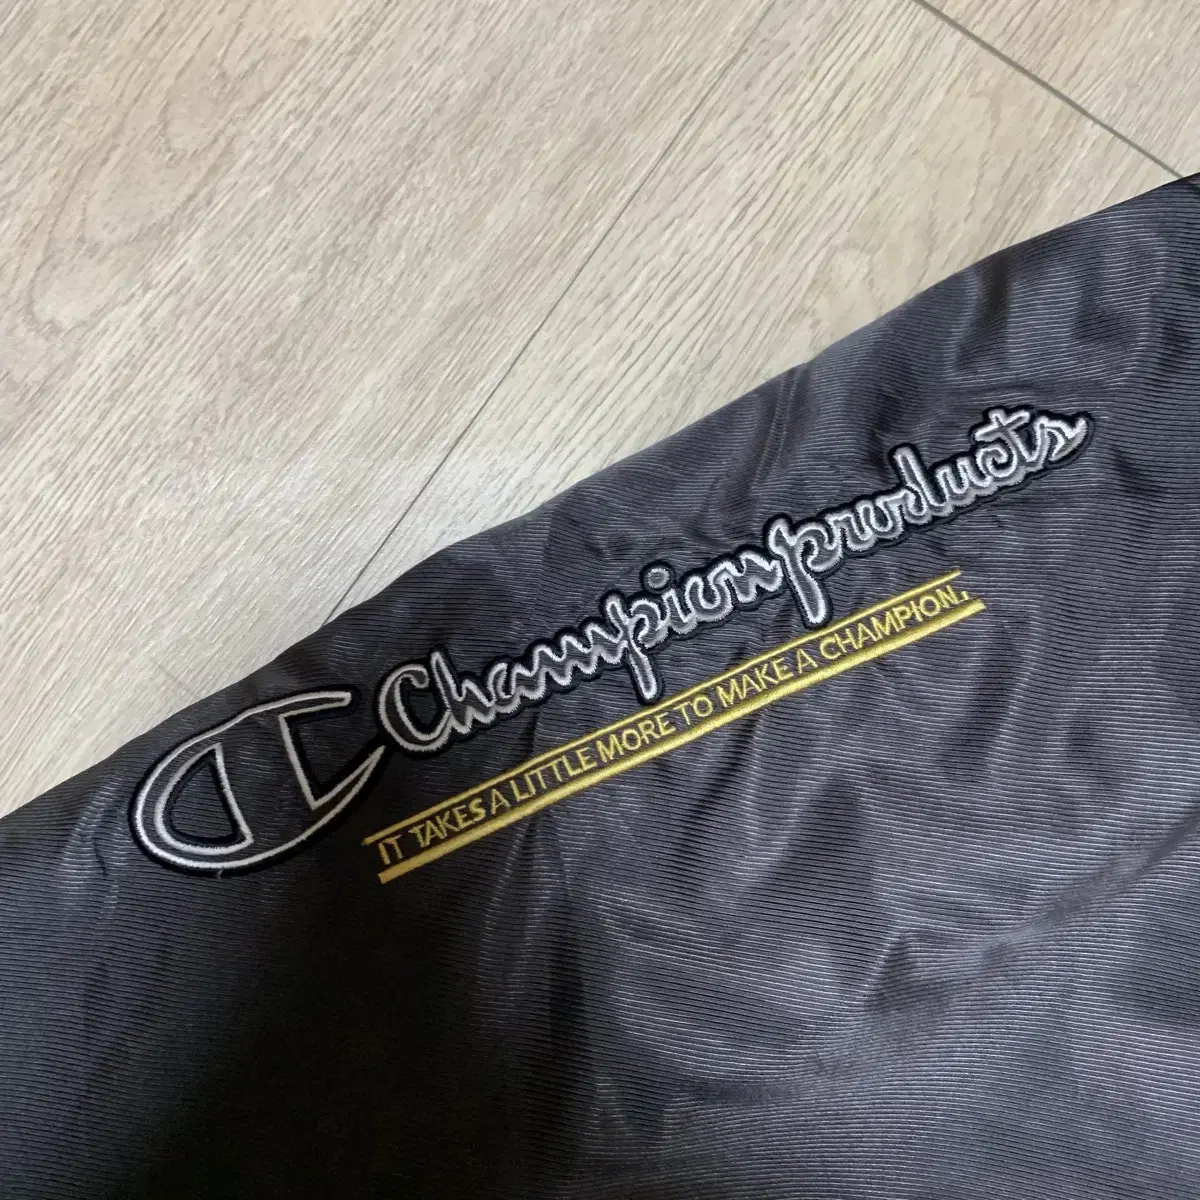 Championproducts
IT TAKES A LITTLE MORE TO MAKE A CHAMPION.